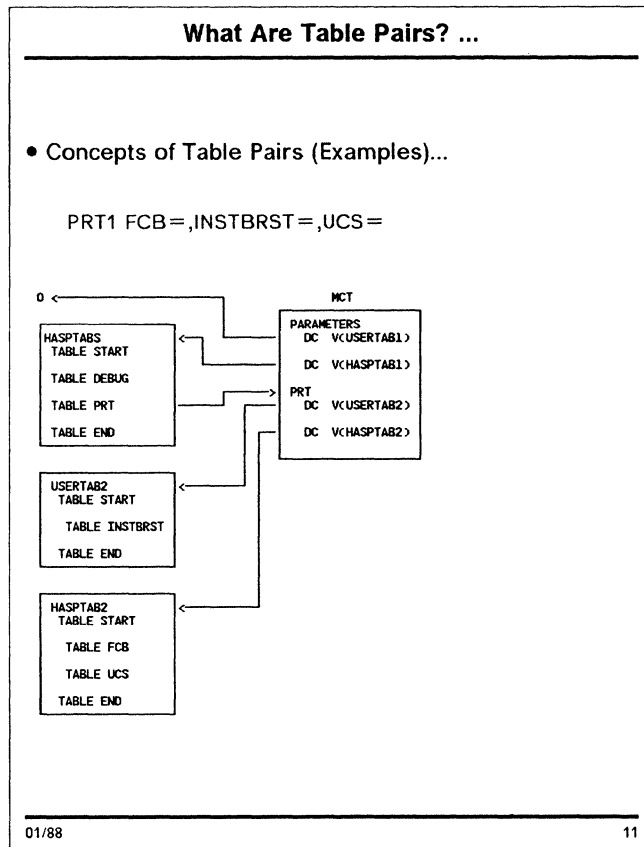 What Are Table Pairs? ...
• Concepts of Table Pairs (Examples)...
PRT1 FCB=,INSTBRST=,UCS=
0
MCT
PARAMETERS
DC V(USERTAB1)
DC V(HASPTAB1)
PRT
DC V(USERTAB2)
DC V(HASPTAB2)
HASPTABS
TABLE START
TABLE DEBUG
TABLE PRT
TABLE END
USERTAB2
TABLE START
TABLE INSTBRST
TABLE END
HASPTAB2
TABLE START
TABLE FCB
TABLE UCS
TABLE END
01/88
11